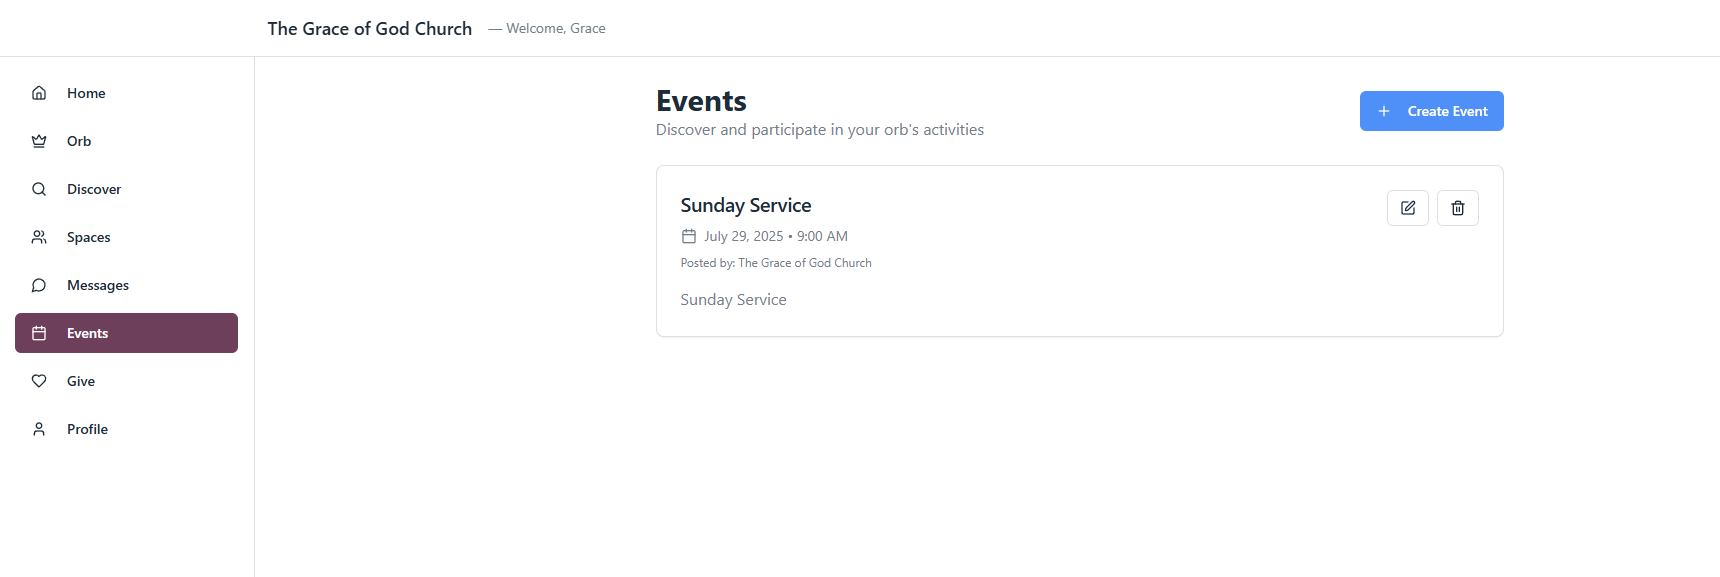 The Grace of God Church — Welcome, Grace
Home
Orb
Discover
Spaces
Messages
Events
Give
Profile
Events
Discover and participate in your orb's activities
Create Event
Sunday Service
July 29, 2025 • 9:00 AM
Posted by: The Grace of God Church
Sunday Service